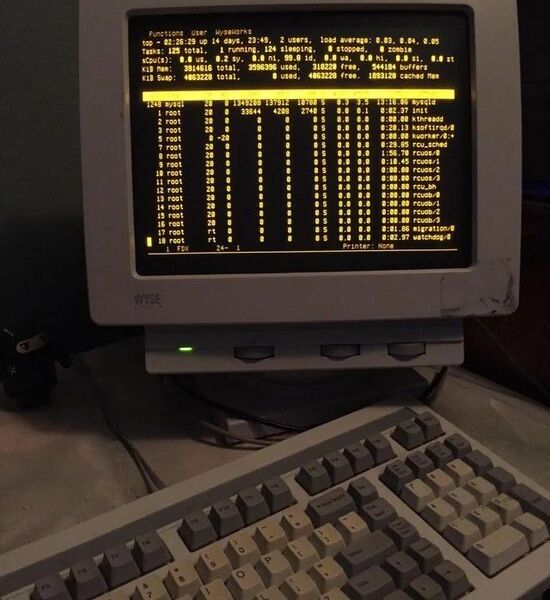 Functions User WyseWorks
top - 02:26:29 up 14 days, 23:49, 2 users, load average: 0.03, 0.04, 0.05
Tasks: 125 total, 1 running, 124 sleeping, 0 stopped, 0 zombie
%Cpu(s): 0.0 us, 0.2 sy, 0.0 ni, 99.8 id, 0.0 wa, 0.0 hi, 0.0 si, 0.0 st
KiB Mem: 3914616 total, 3596396 used, 318220 free, 544104 buffers
KiB Swap: 4063228 total, 0 used, 4063228 free, 1893128 cached Mem
1248 mysql 20 0 1349208 137912 10780 S 0.3 3.5 13:16.06 mysqld
1 root 20 0 33644 4208 2740 S 0.0 0.1 0:02.37 init
2 root 20 0 0 0 0 S 0.0 0.0 0:00.00 kthreadd
3 root 20 0 0 0 0 S 0.0 0.0 0:20.13 ksoftirqd/0
5 root 0 -20 0 0 0 S 0.0 0.0 0:00.00 kworker/0:+
7 root 20 0 0 0 0 S 0.0 0.0 0:29.05 rcu_sched
8 root 20 0 0 0 0 S 0.0 0.0 1:56.70 rcuos/0
9 root 20 0 0 0 0 S 0.0 0.0 0:10.45 rcuos/1
10 root 20 0 0 0 0 S 0.0 0.0 0:00.00 rcuos/2
11 root 20 0 0 0 0 S 0.0 0.0 0:00.00 rcuos/3
12 root 20 0 0 0 0 S 0.0 0.0 0:00.00 rcu_bh
13 root 20 0 0 0 0 S 0.0 0.0 0:00.00 rcuob/0
14 root 20 0 0 0 0 S 0.0 0.0 0:00.00 rcuob/1
15 root 20 0 0 0 0 S 0.0 0.0 0:00.00 rcuob/2
16 root 20 0 0 0 0 S 0.0 0.0 0:00.00 rcuob/3
17 root rt 0 0 0 0 S 0.0 0.0 0:01.06 migration/0
18 root rt 0 0 0 0 S 0.0 0.0 0:02.97 watchdog/0
1 FDX 24- 1 Printer: None
WYSE